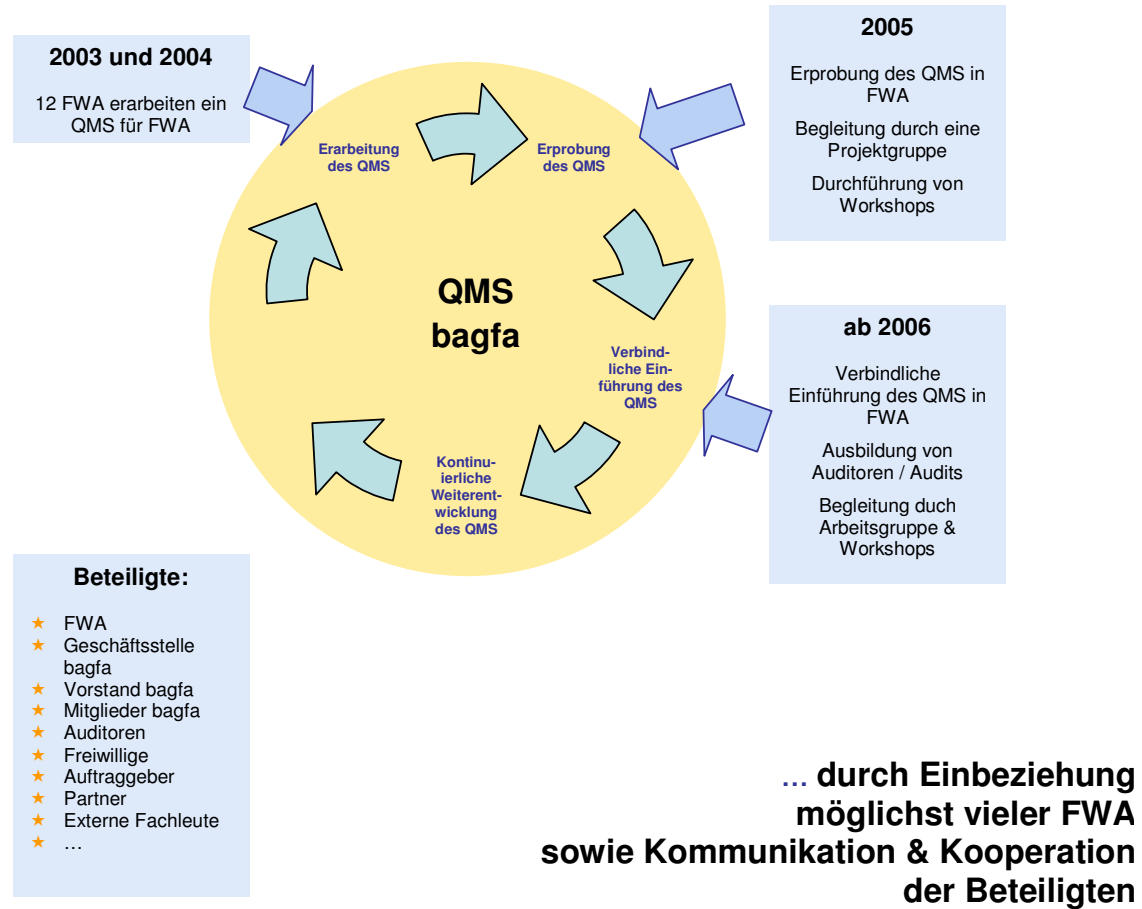 2003 und 2004
12 FWA erarbeiten ein
QMS für FWA
2005
Erprobung des QMS in
FWA
Begleitung durch eine
Projektgruppe
Durchführung von
Workshops
Erarbeitung
des QMS
Erprobung
des QMS
QMS
bagfa
Verbind-
liche Ein-
führung des
QMS
Kontinu-
ierliche
Weiterent-
wicklung
des QMS
ab 2006
Verbindliche
Einführung des QMS in
FWA
Ausbildung von
Auditoren / Audits
Begleitung duch
Arbeitsgruppe &
Workshops
Beteiligte:
★ FWA
★ Geschäftsstelle
bagfa
★ Vorstand bagfa
★ Mitglieder bagfa
★ Auditoren
★ Freiwillige
★ Auftraggeber
★ Partner
★ Externe Fachleute
★ …
… durch Einbeziehung
möglichst vieler FWA
sowie Kommunikation & Kooperation
der Beteiligten